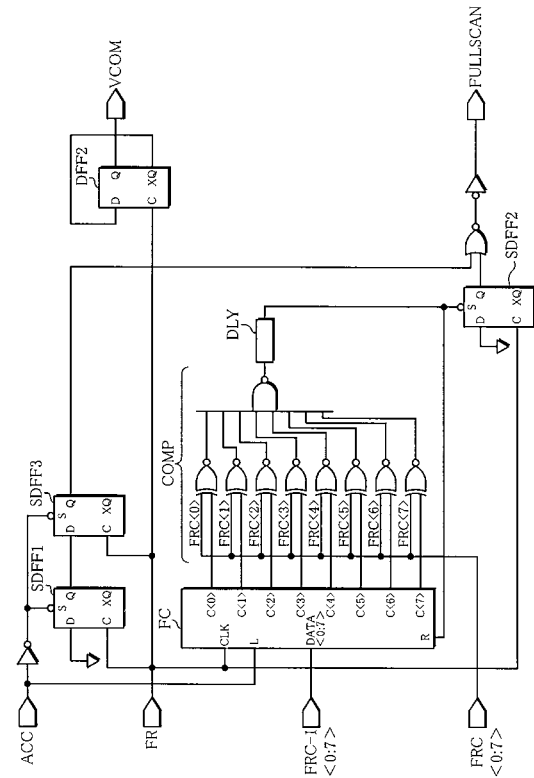 ACC
FR
FRC-1
<0:7>
FRC
<0:7>
SDFF1
D
S
Q
C
XQ
SDFF3
D
S
Q
C
XQ
FC
CLK
L
DATA
<0:7>
R
C<0>
C<1>
C<2>
C<3>
C<4>
C<5>
C<6>
C<7>
COMP
FRC<0>
FRC<1>
FRC<2>
FRC<3>
FRC<4>
FRC<5>
FRC<6>
FRC<7>
DLY
DFF2
D
Q
C
XQ
VCOM
SDFF2
D
S
Q
C
XQ
FULLSCAN